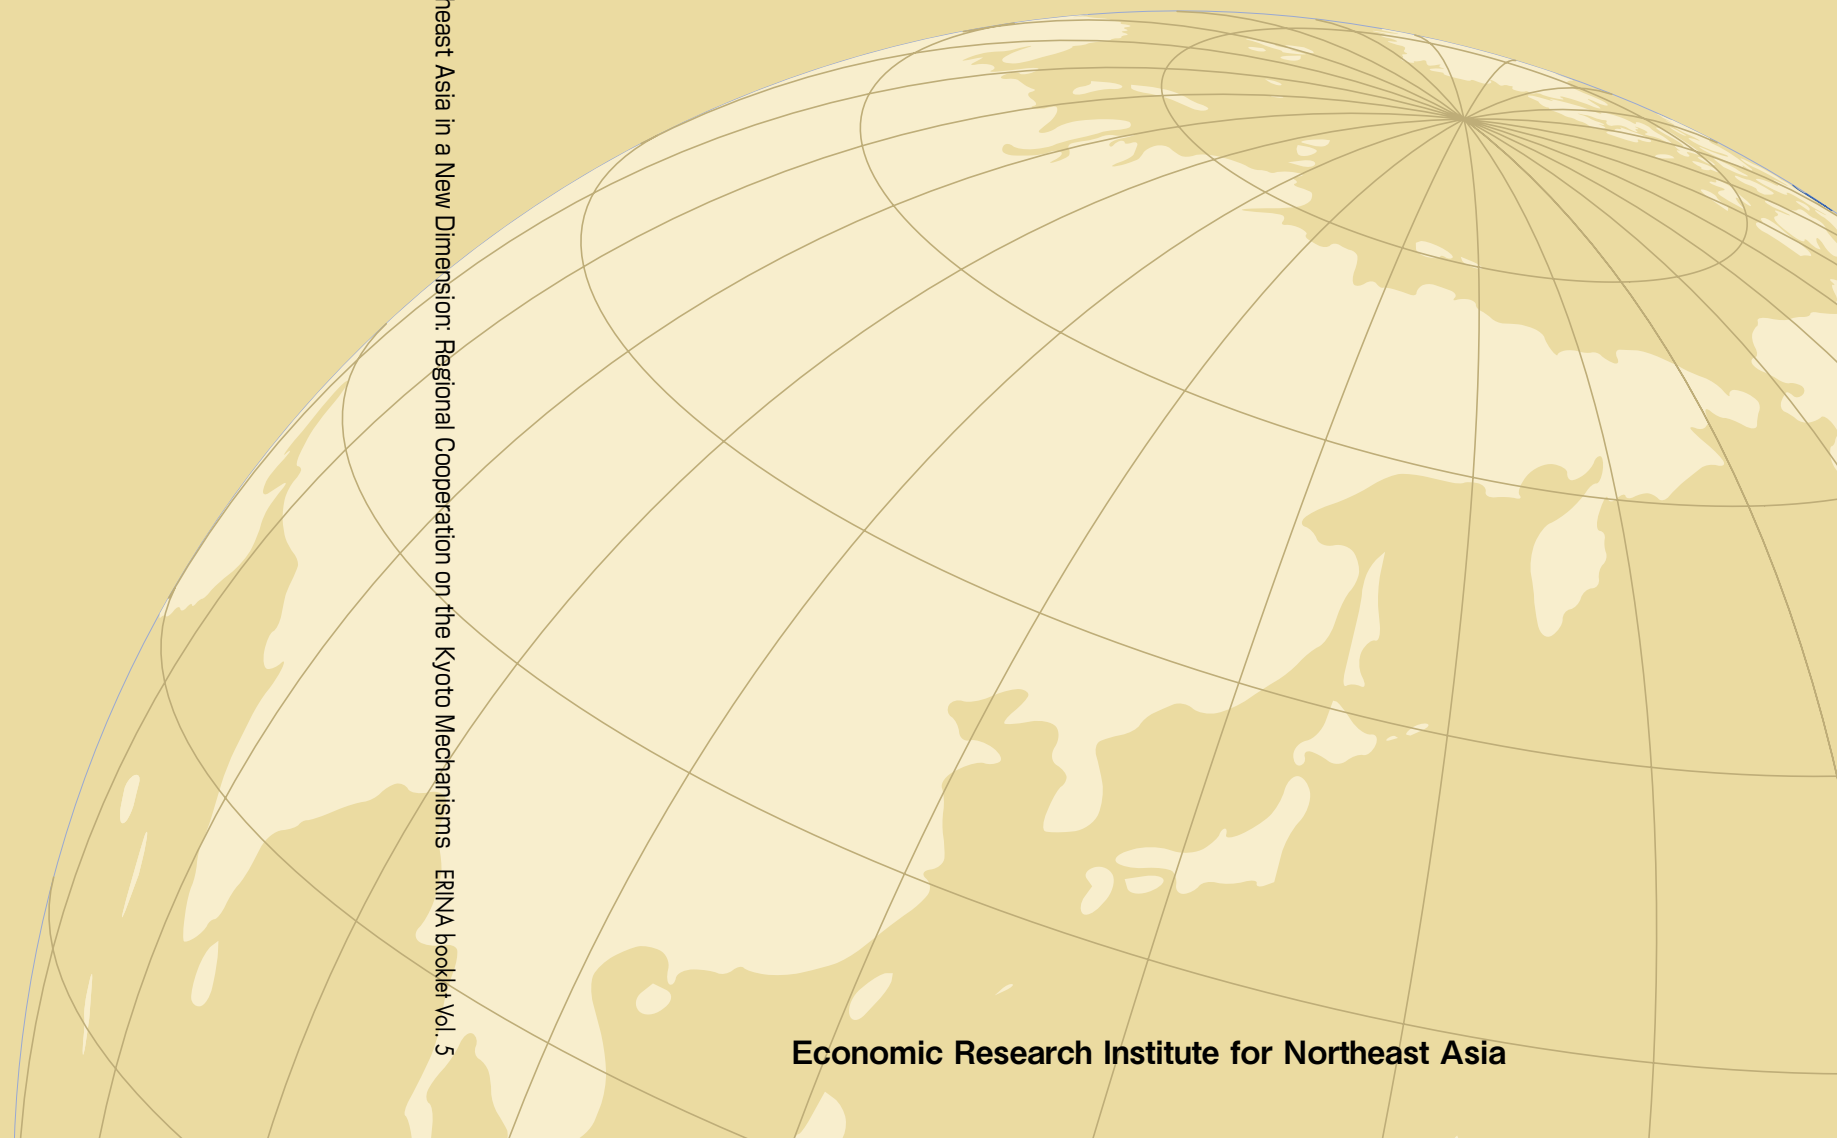 heast Asia in a New Dimension: Regional Cooperation on the Kyoto Mechanisms ERINA booklet Vol. 5
Economic Research Institute for Northeast Asia